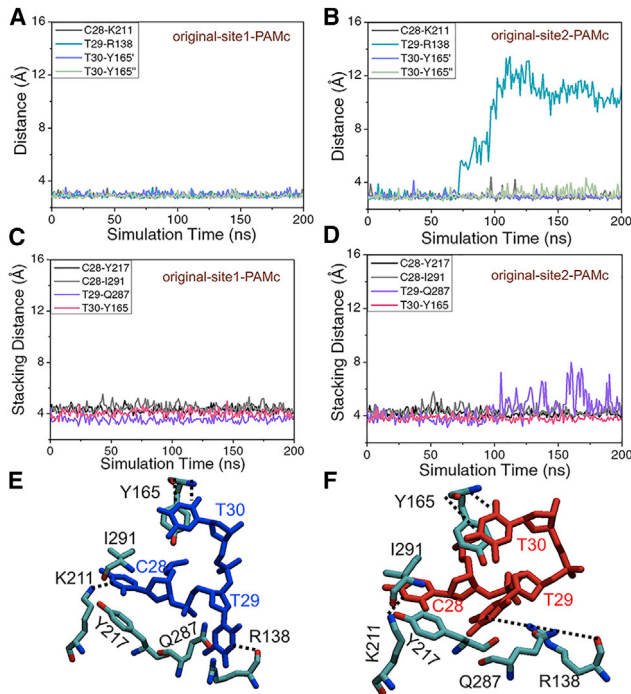 A
C28-K211
T29-R138
T30-Y165'
T30-Y165"
original-site1-PAMc
Distance (Å)
16
12
8
4
0 50 100 150 200
Simulation Time (ns)
B
C28-K211
T29-R138
T30-Y165'
T30-Y165"
original-site2-PAMc
Distance (Å)
16
12
8
4
0 50 100 150 200
Simulation Time (ns)
C
C28-Y217
C28-I291
T29-Q287
T30-Y165
original-site1-PAMc
Stacking Distance (Å)
16
12
8
4
0 50 100 150 200
Simulation Time (ns)
D
C28-Y217
C28-I291
T29-Q287
T30-Y165
original-site2-PAMc
Stacking Distance (Å)
16
12
8
4
0 50 100 150 200
Simulation Time (ns)
E
Y165
T30
I291
C28
K211
T29
Y217
Q287
R138
F
Y165
T30
I291
C28
T29
K211
Y217
Q287
R138